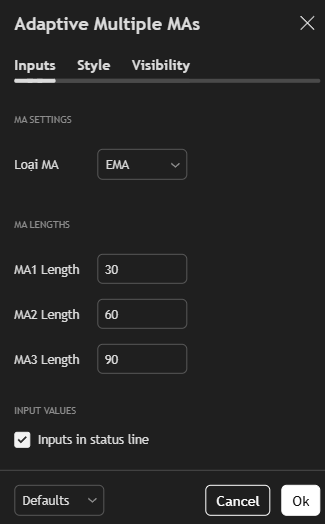 Adaptive Multiple MAs
Inputs Style Visibility
MA SETTINGS
Loại MA EMA
MA LENGTHS
MA1 Length 30
MA2 Length 60
MA3 Length 90
INPUT VALUES
Inputs in status line
Defaults Cancel Ok